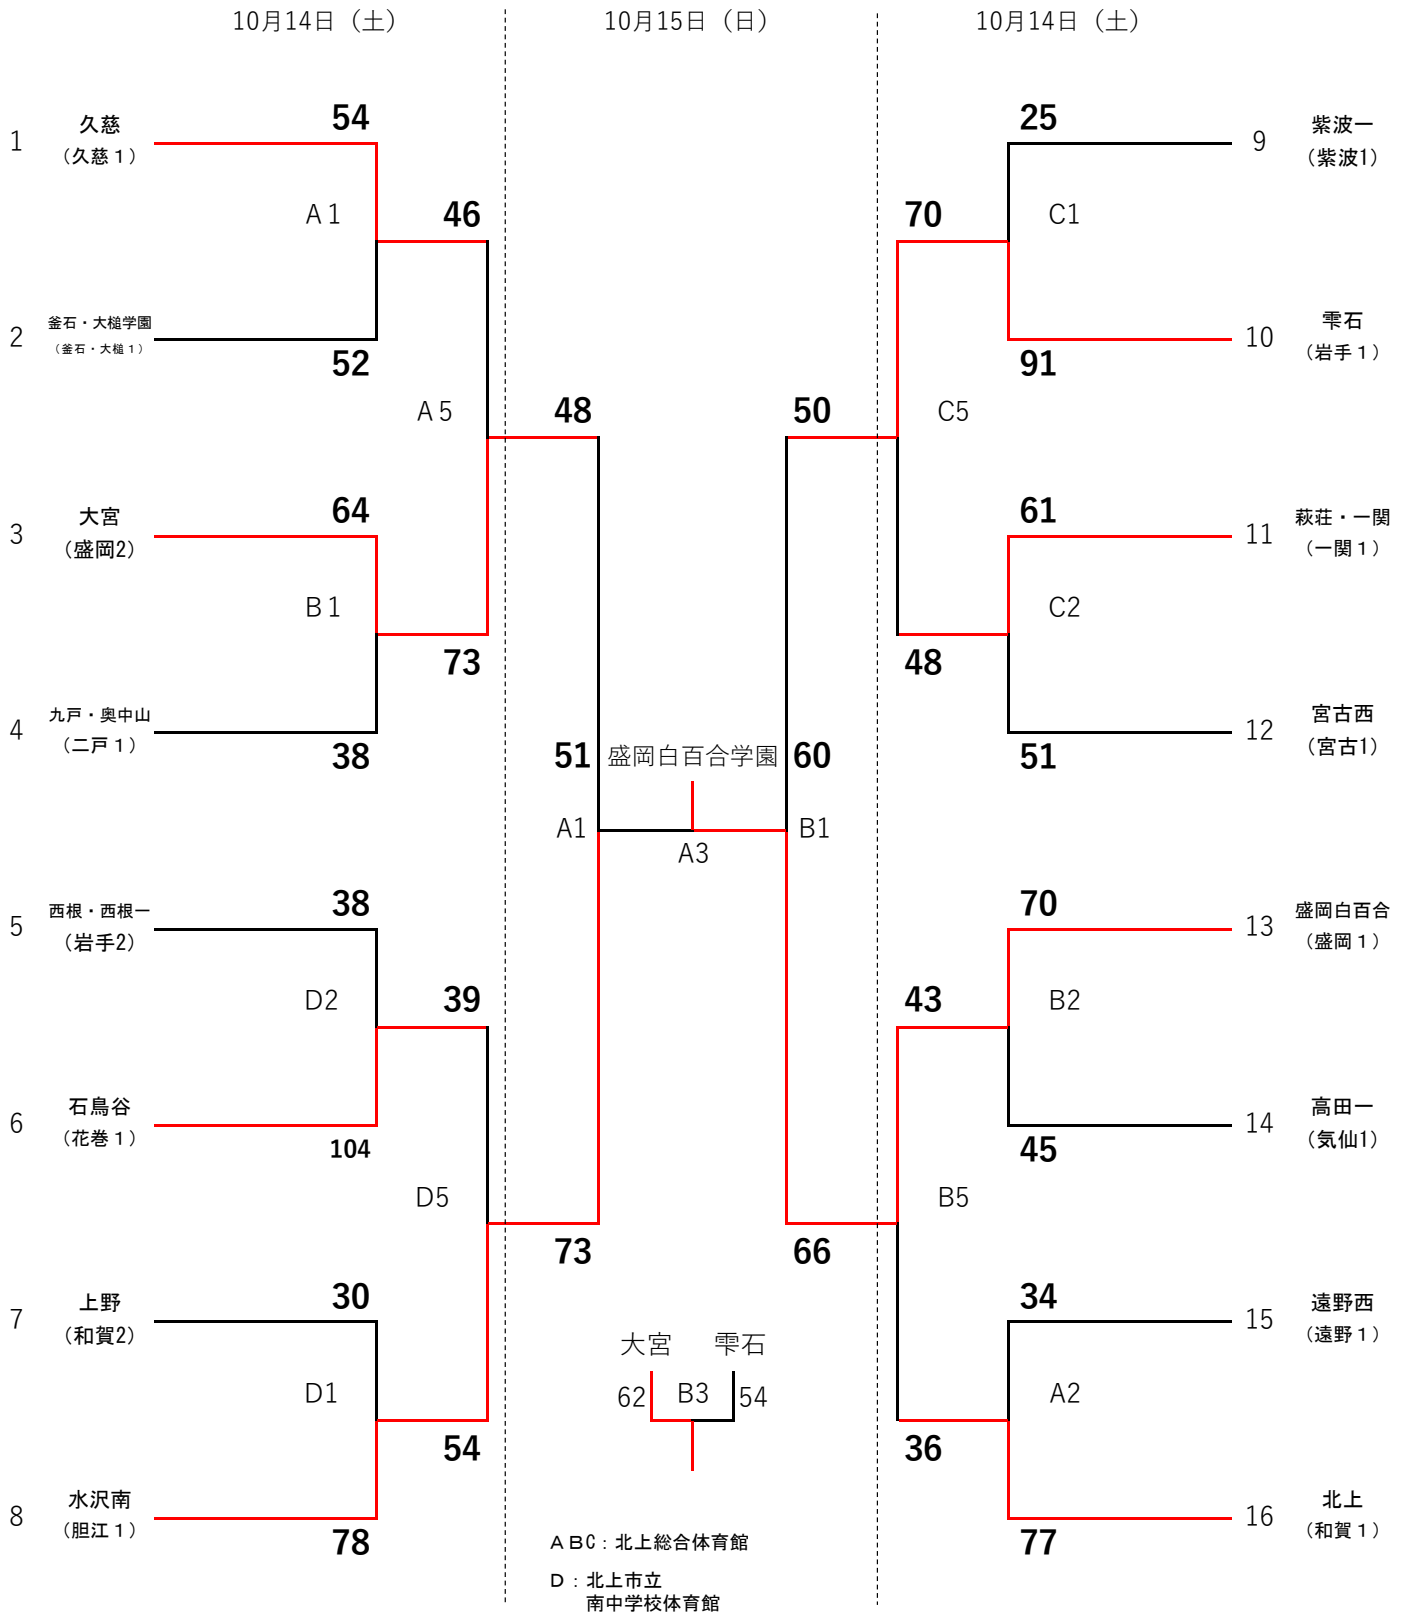 10月14日（土）
10月15日（日）
10月14日（土）
1
久慈
（久慈１）
54
A 1
46
2
釜石・大槌学園
（釜石・大槌１）
52
A 5
48
3
大宮
（盛岡2）
64
B 1
73
4
九戸・奥中山
（二戸１）
38
51
盛岡白百合学園
60
A1
A3
B1
5
西根・西根一
（岩手2）
38
D2
39
6
石鳥谷
（花巻１）
104
D5
73
7
上野
（和賀2）
30
D1
54
8
水沢南
（胆江１）
78
25
9
紫波一
（紫波1）
70
C1
10
雫石
（岩手１）
91
50
C5
61
11
萩荘・一関
（一関１）
C2
48
12
宮古西
（宮古1）
51
70
13
盛岡白百合
（盛岡１）
43
B2
14
高田一
（気仙1）
45
B5
66
34
15
遠野西
（遠野１）
A2
36
16
北上
（和賀１）
77
大宮
雫石
62
B3
54
ＡＢC：北上総合体育館
Ｄ：北上市立
南中学校体育館